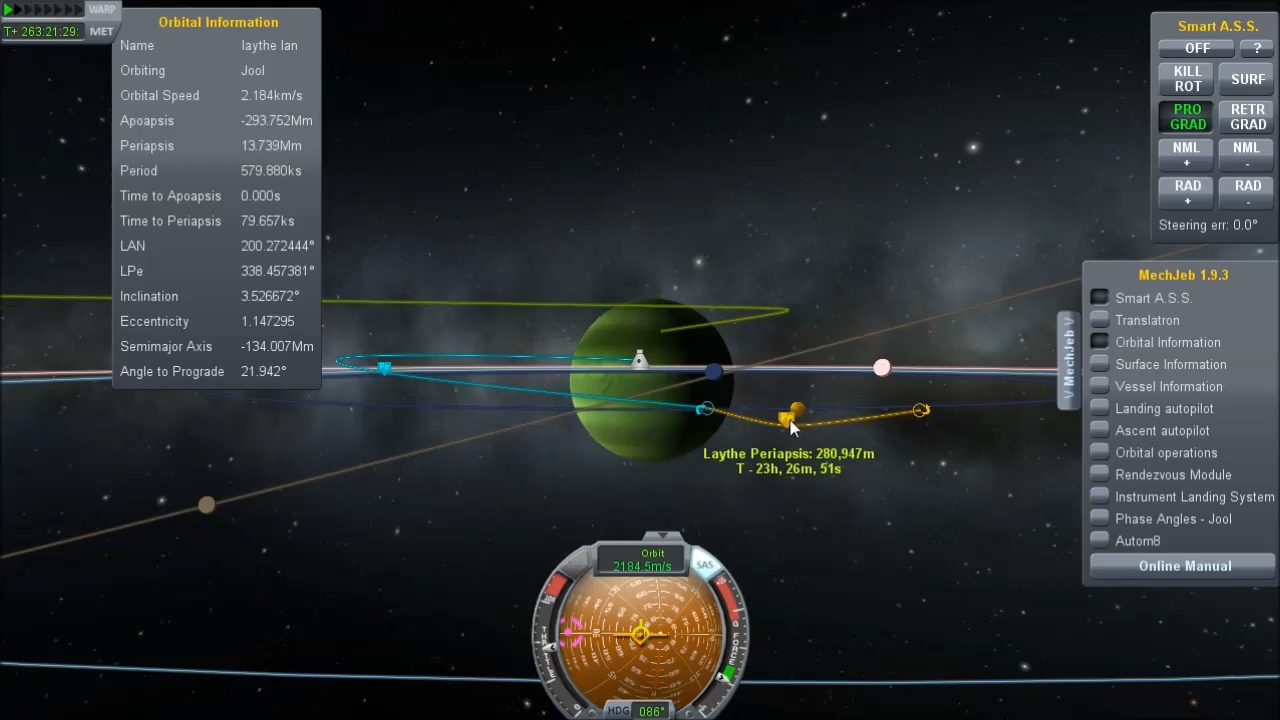 WARP
T+ 263:21:29:
MET
Orbital Information
Name laythe lan
Orbiting Jool
Orbital Speed 2.184km/s
Apoapsis -293.752Mm
Periapsis 13.739Mm
Period 579.880ks
Time to Apoapsis 0.000s
Time to Periapsis 79.657ks
LAN 200.272444°
LPe 338.457381°
Inclination 3.526672°
Eccentricity 1.147295
Semimajor Axis -134.007Mm
Angle to Prograde 21.942°
Smart A.S.S.
OFF ?
KILL ROT SURF
PRO GRAD RETR GRAD
NML + NML -
RAD + RAD -
Steering err: 0.0°
V MechJeb V
MechJeb 1.9.3
Smart A.S.S.
Translatron
Orbital Information
Surface Information
Vessel Information
Landing autopilot
Ascent autopilot
Orbital operations
Rendezvous Module
Instrument Landing System
Phase Angles - Jool
Autom8
Online Manual
Pe
Laythe Periapsis: 280,947m
T - 23h, 26m, 51s
Orbit
2184.5m/s
SAS
G FORCE
HDG 086°